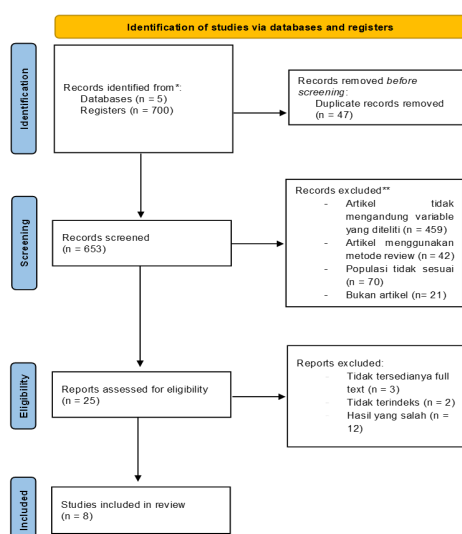 Identification of studies via databases and registers
Identification
Records identified from*:
Databases (n = 5)
Registers (n = 700)
Records removed before
screening:
Duplicate records removed
(n = 47)
Screening
Records screened
(n = 653)
Records excluded**
- Artikel tidak
mengandung variable
yang diteliti (n = 459)
- Artikel menggunakan
metode review (n = 42)
- Populasi tidak sesuai
(n = 70)
- Bukan artikel (n= 21)
Eligibility
Reports assessed for eligibility
(n = 25)
Reports excluded:
- Tidak tersedianya full
text (n = 3)
- Tidak terindeks (n = 2)
- Hasil yang salah (n =
12)
Included
Studies included in review
(n = 8)